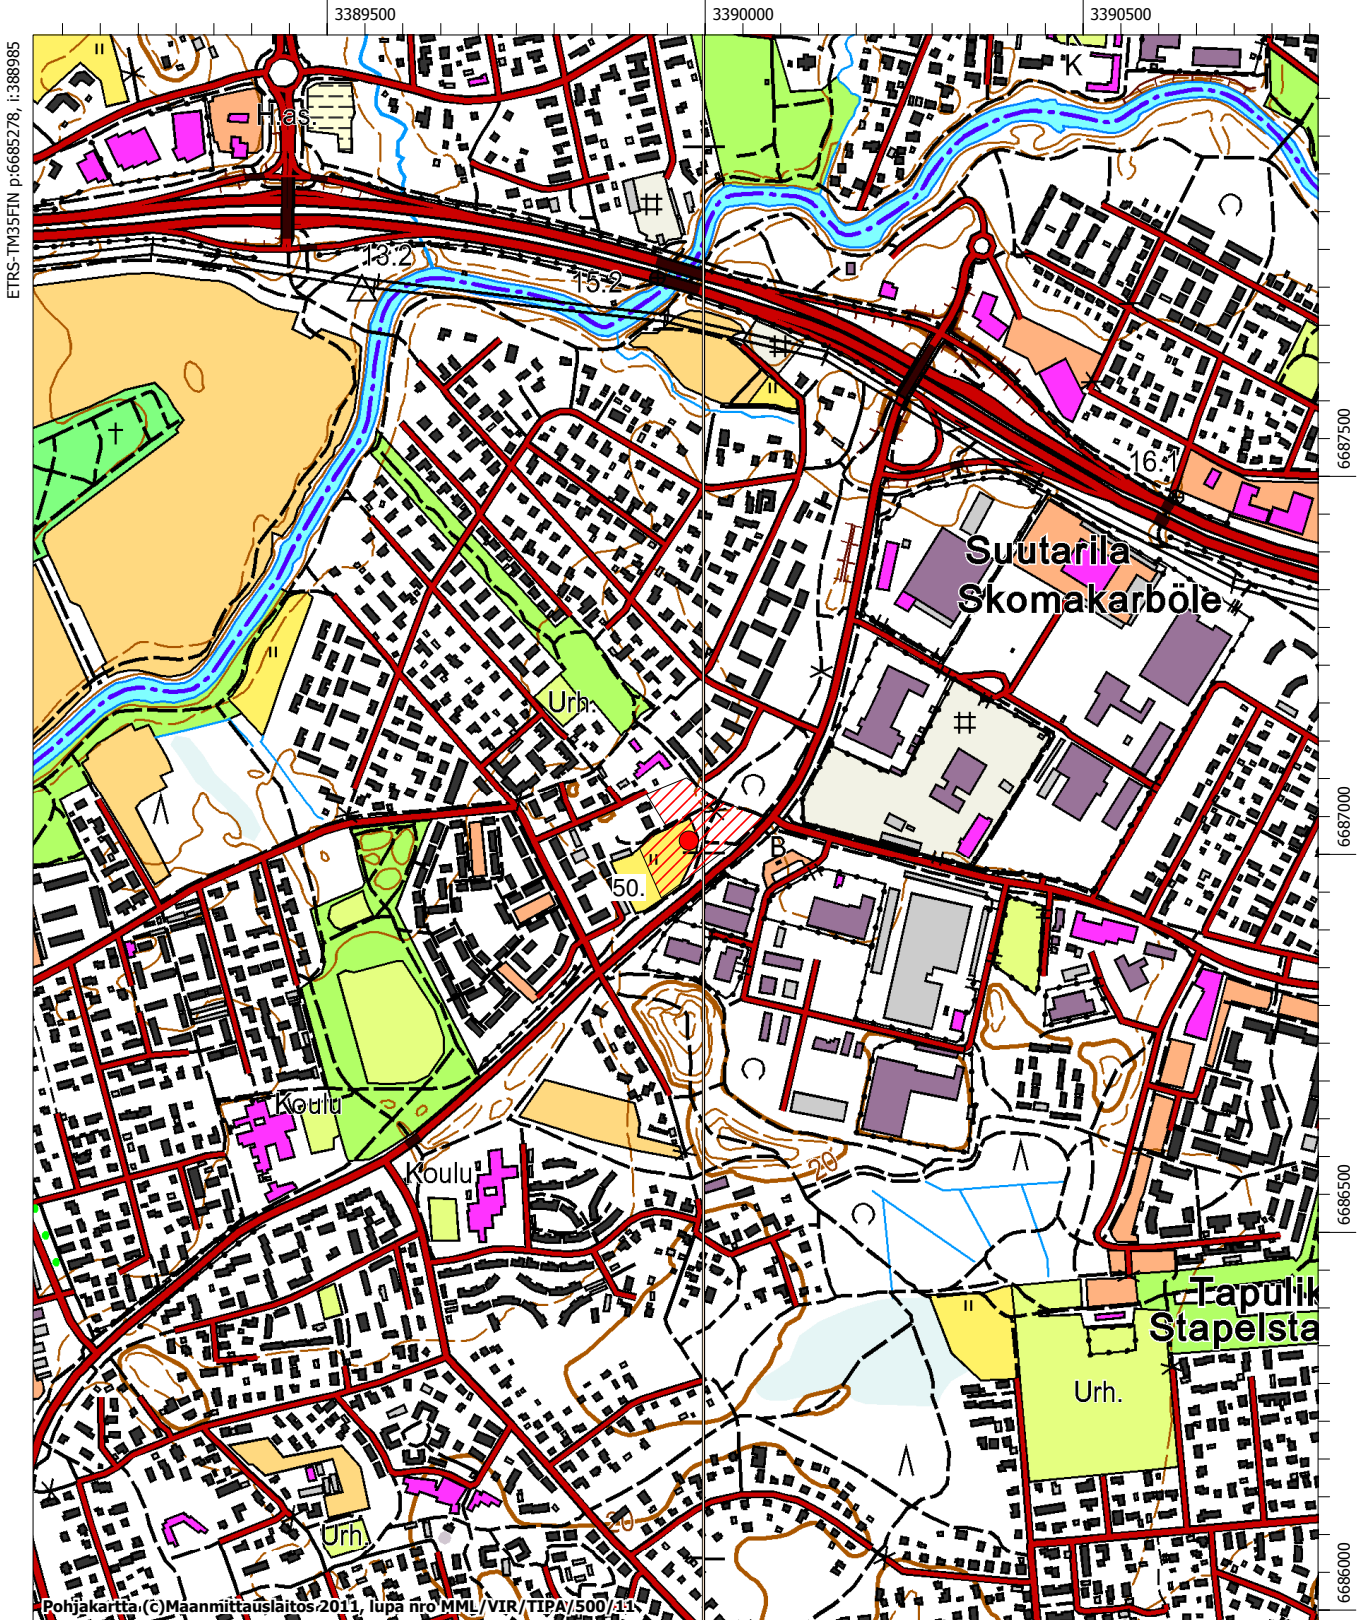 3389500
3390000
3390500
ETRS-TM35FIN p:6685278, i:388985
K
H.as.
13.2
15.2
6687500
16.1
Suutarila
Skomakarböle
Urh.
6687000
B
50.
Koulu
Koulu
20
6686500
Tapulik
Stapelsta
Urh.
20
Urh.
6686000
Pohjakartta (c)Maanmittauslaitos 2011, lupa nro MML/VIR/TIPA/500/11